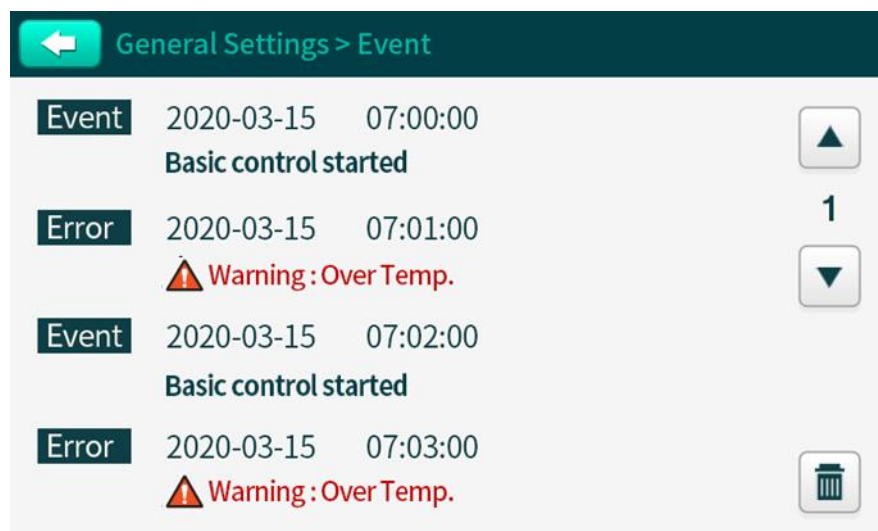 General Settings > Event
Event 2020-03-15 07:00:00
Basic control started
Error 2020-03-15 07:01:00
Warning : Over Temp.
1
Event 2020-03-15 07:02:00
Basic control started
Error 2020-03-15 07:03:00
Warning : Over Temp.